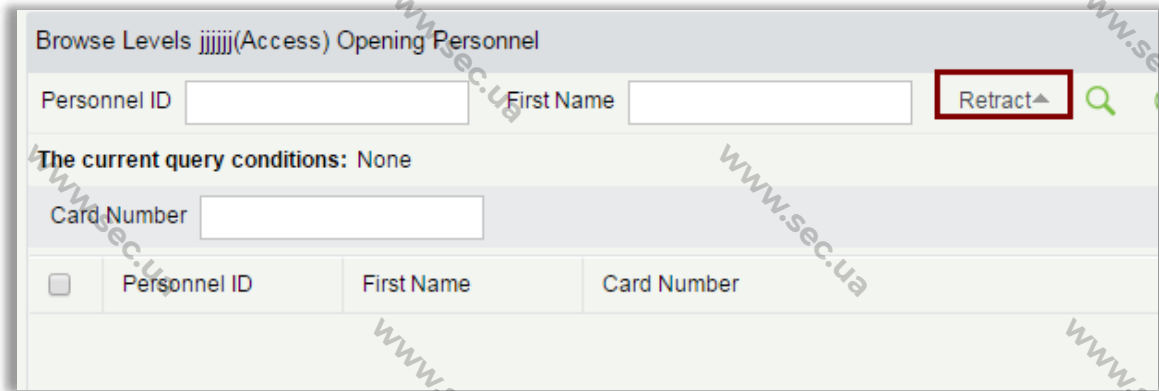 Browse Levels jjjjjj(Access) Opening Personnel
Personnel ID First Name Retract
The current query conditions: None
Card Number
Personnel ID First Name Card Number
www.sec.ua
www.sec.ua
www.sec.ua
www.sec.ua